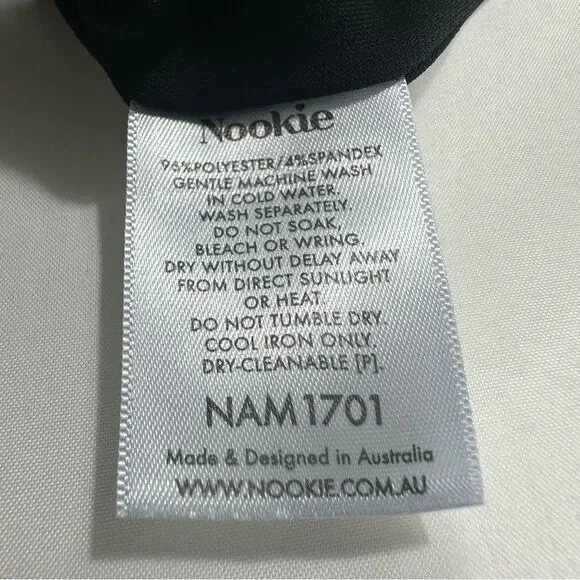 Nookie
96%POLYESTER/4%SPANDEX
GENTLE MACHINE WASH
IN COLD WATER.
WASH SEPARATELY.
DO NOT SOAK,
BLEACH OR WRING.
DRY WITHOUT DELAY AWAY
FROM DIRECT SUNLIGHT
OR HEAT.
DO NOT TUMBLE DRY.
COOL IRON ONLY.
DRY-CLEANABLE [P].
NAM1701
Made & Designed in Australia
WWW.NOOKIE.COM.AU